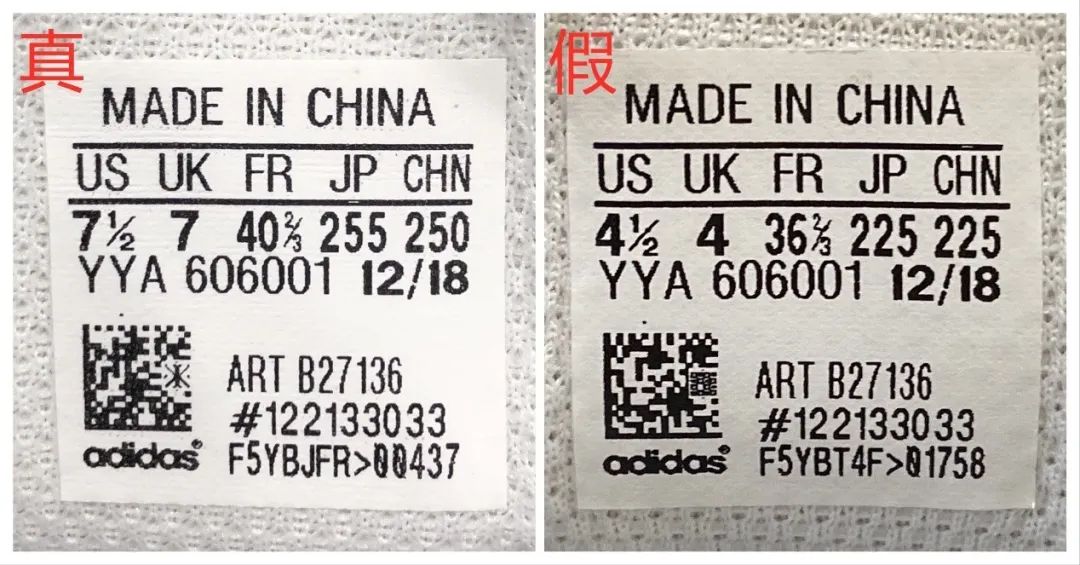 真
MADE IN CHINA
US UK FR JP CHN
7½ 7 40⅔ 255 250
YYA 606001 12/18
ART B27136
#122133033
adidas® F5YBJFR>00437
假
MADE IN CHINA
US UK FR JP CHN
4½ 4 36⅔ 225 225
YYA 606001 12/18
ART B27136
#122133033
adidas® F5YBT4F>01758